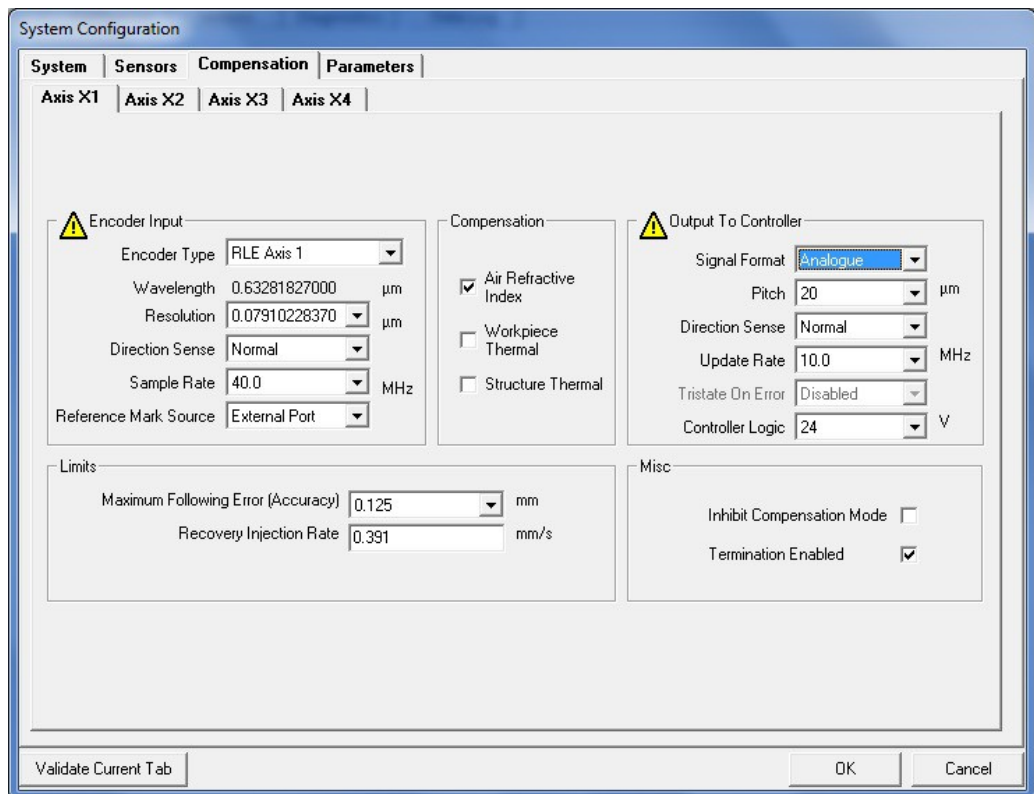 System Configuration
System Sensors Compensation Parameters
Axis X1 Axis X2 Axis X3 Axis X4
Encoder Input
Encoder Type RLE Axis 1
Wavelength 0.63281827000 µm
Resolution 0.07910228370 µm
Direction Sense Normal
Sample Rate 40.0 MHz
Reference Mark Source External Port
Compensation
Air Refractive
Index
Workpiece
Thermal
Structure Thermal
Output To Controller
Signal Format Analogue
Pitch 20 µm
Direction Sense Normal
Update Rate 10.0 MHz
Tristate On Error Disabled
Controller Logic 24 V
Limits
Maximum Following Error (Accuracy) 0.125 mm
Recovery Injection Rate 0.391 mm/s
Misc
Inhibit Compensation Mode
Termination Enabled
Validate Current Tab OK Cancel